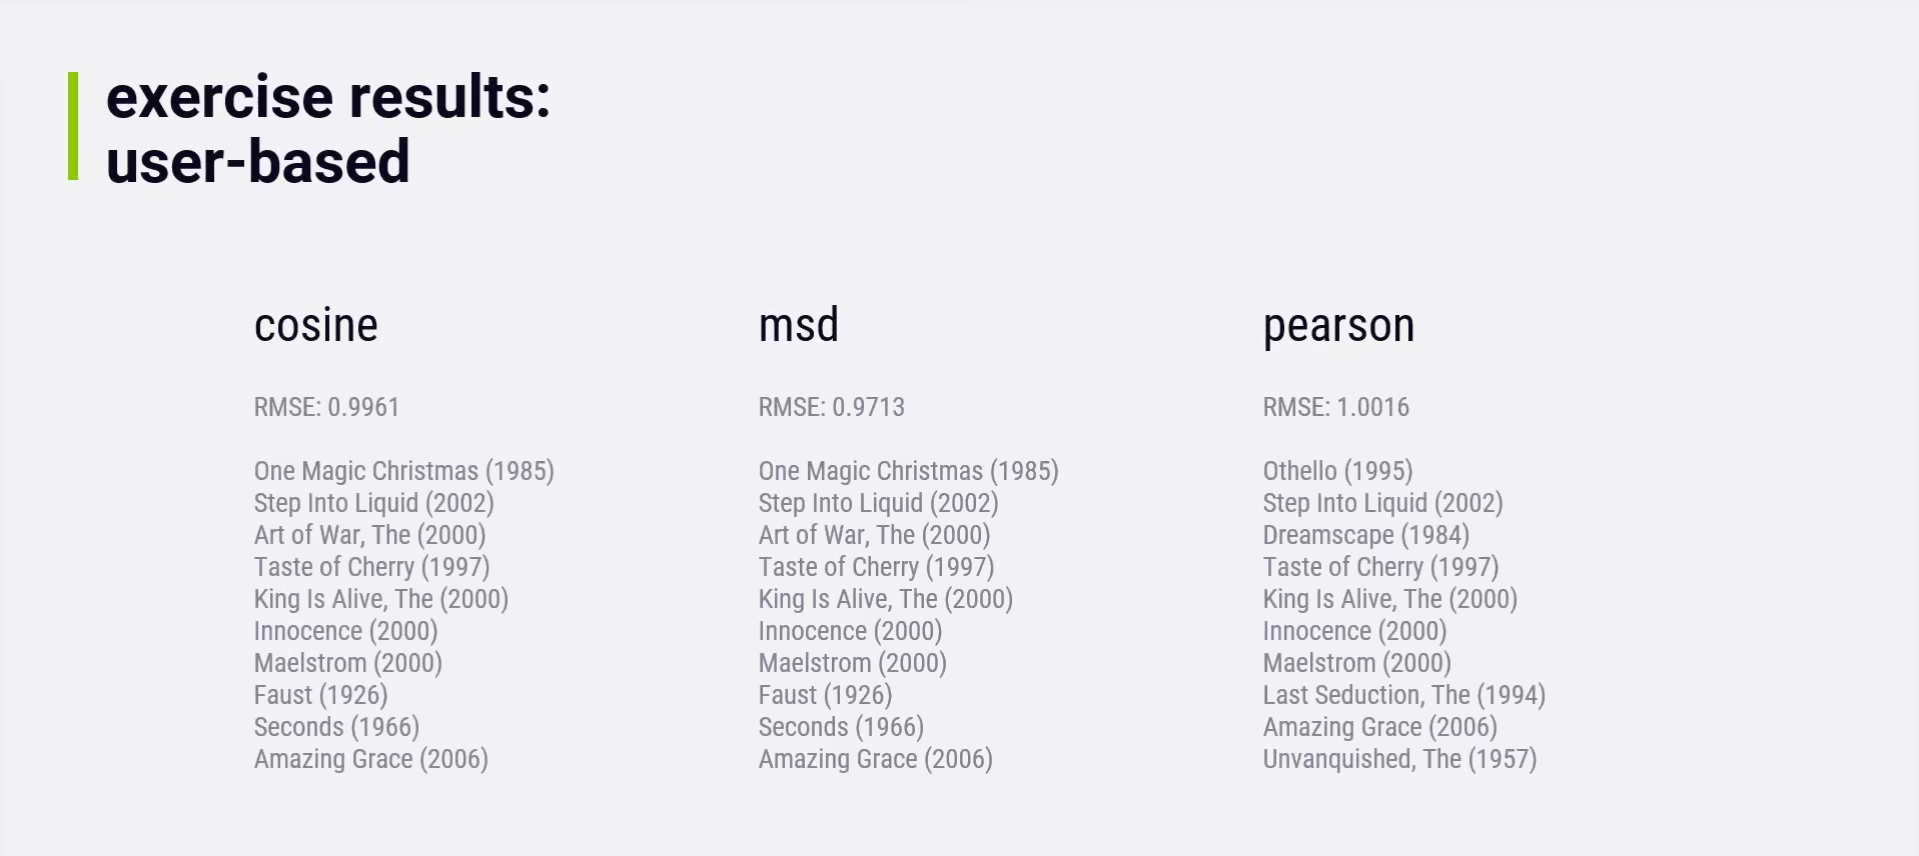 exercise results:
user-based
cosine
RMSE: 0.9961
One Magic Christmas (1985)
Step Into Liquid (2002)
Art of War, The (2000)
Taste of Cherry (1997)
King Is Alive, The (2000)
Innocence (2000)
Maelstrom (2000)
Faust (1926)
Seconds (1966)
Amazing Grace (2006)
msd
RMSE: 0.9713
One Magic Christmas (1985)
Step Into Liquid (2002)
Art of War, The (2000)
Taste of Cherry (1997)
King Is Alive, The (2000)
Innocence (2000)
Maelstrom (2000)
Faust (1926)
Seconds (1966)
Amazing Grace (2006)
pearson
RMSE: 1.0016
Othello (1995)
Step Into Liquid (2002)
Dreamscape (1984)
Taste of Cherry (1997)
King Is Alive, The (2000)
Innocence (2000)
Maelstrom (2000)
Last Seduction, The (1994)
Amazing Grace (2006)
Unvanquished, The (1957)